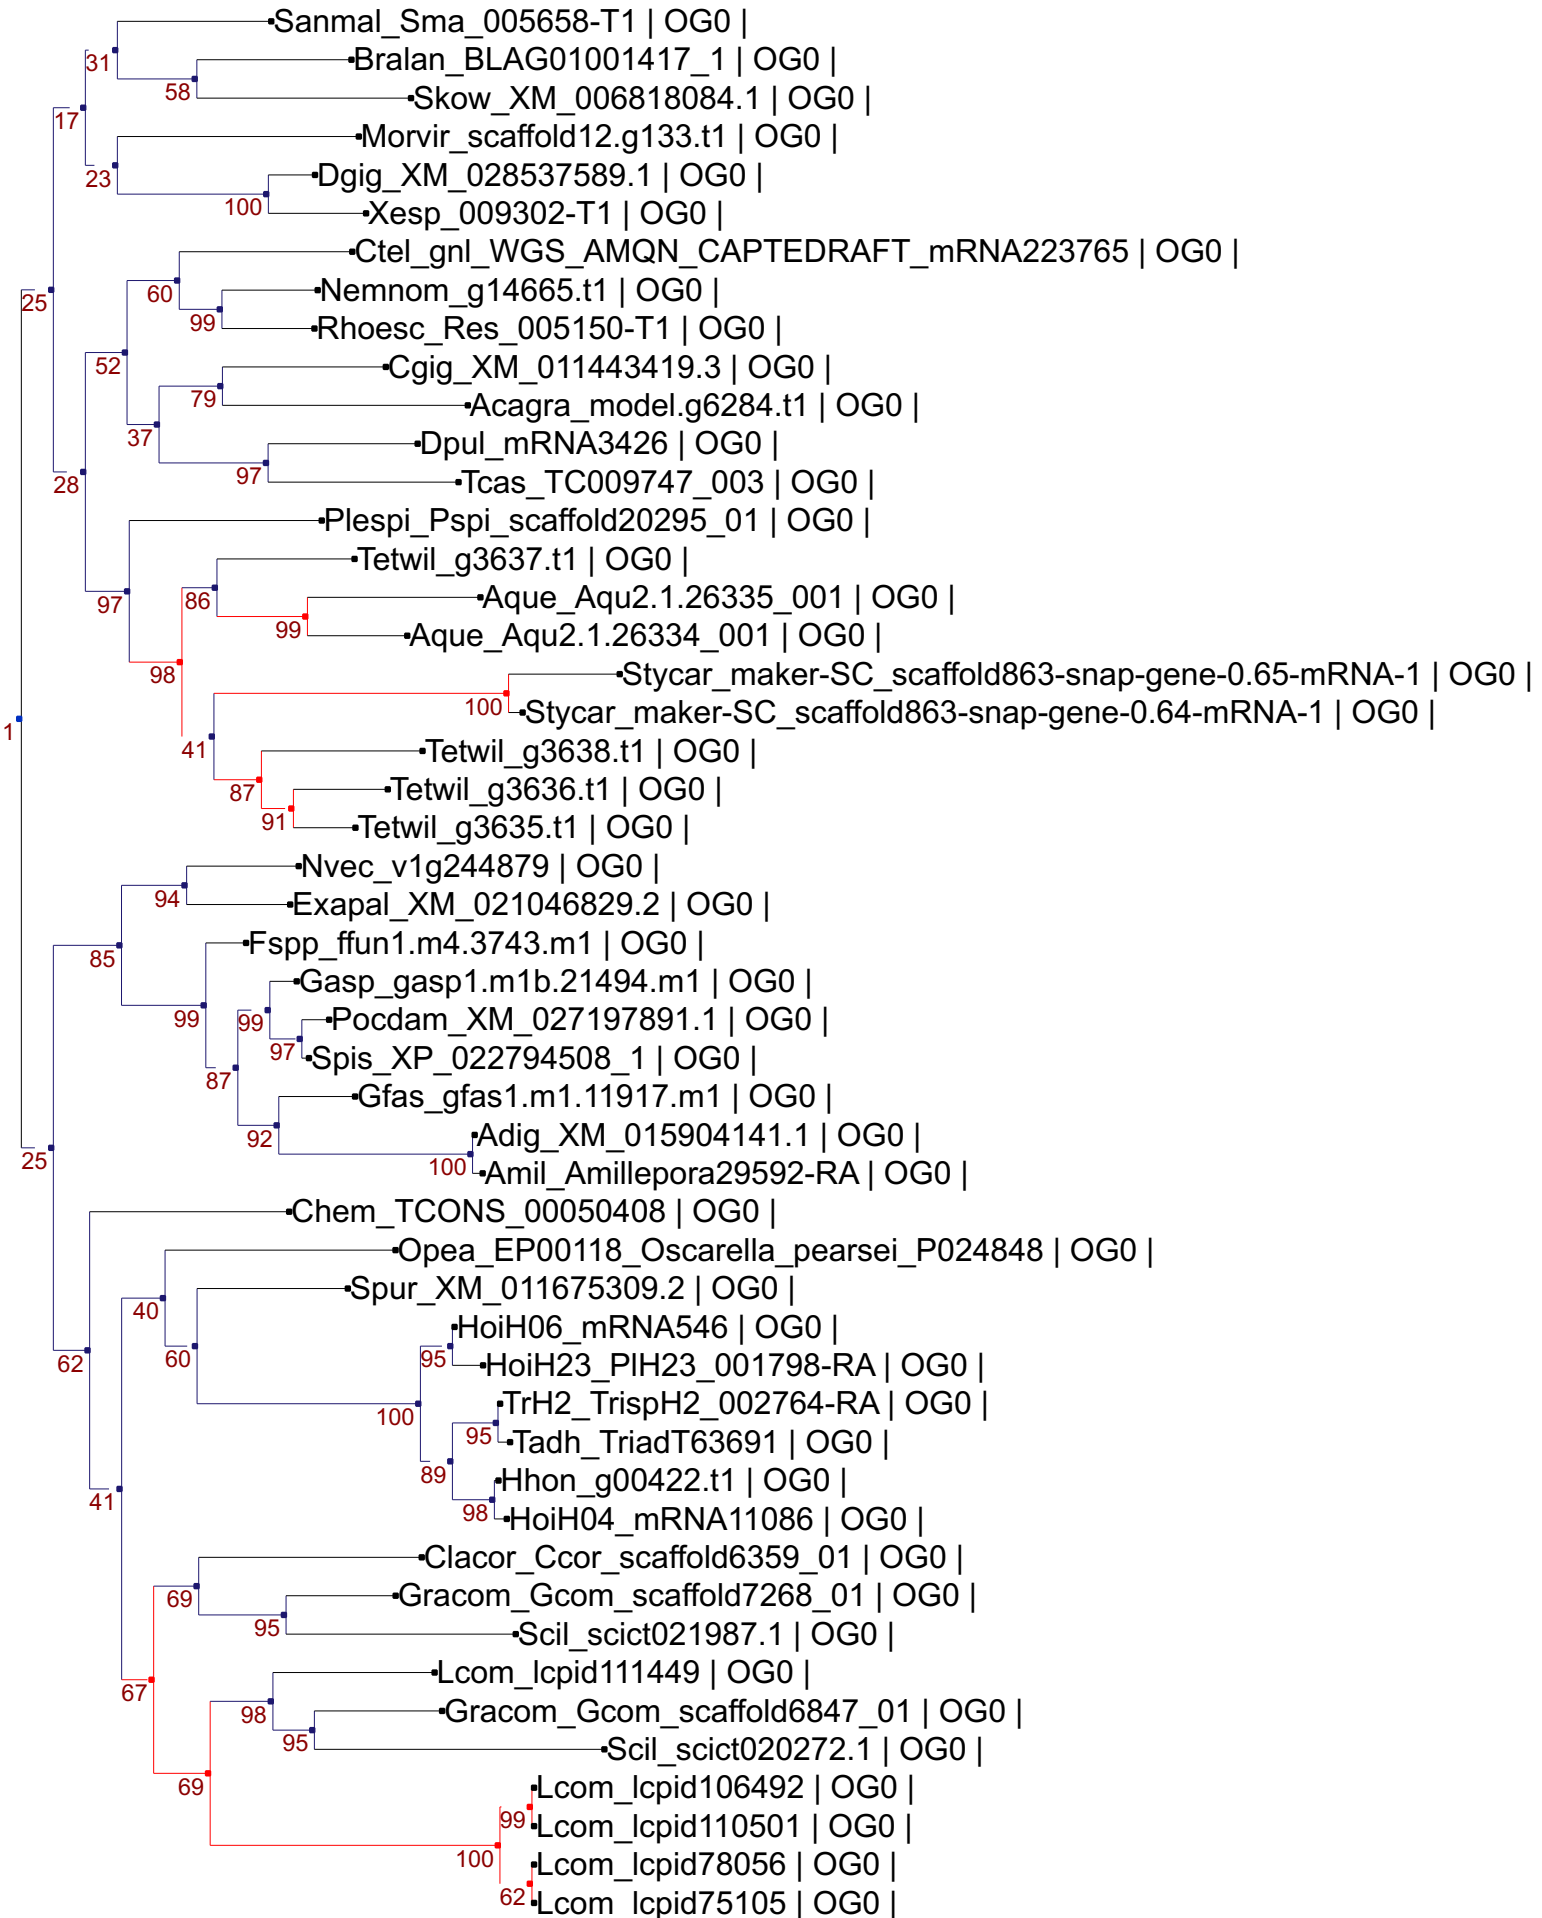 Sanmal_Sma_005658-T1 | OG0 |
31
Bralan_BLAG01001417_1 | OG0 |
58
Skow_XM_006818084.1 | OG0 |
17
Morvir_scaffold12.g133.t1 | OG0 |
23
Dgig_XM_028537589.1 | OG0 |
100
Xesp_009302-T1 | OG0 |
Ctel_gnl_WGS_AMQN_CAPTEDRAFT_mRNA223765 | OG0 |
60
Nemnom_g14665.t1 | OG0 |
25
99
Rhoesc_Res_005150-T1 | OG0 |
52
Cgig_XM_011443419.3 | OG0 |
79
Acagra_model.g6284.t1 | OG0 |
37
Dpul_mRNA3426 | OG0 |
97
28
Tcas_TC009747_003 | OG0 |
Plespi_Pspi_scaffold20295_01 | OG0 |
Tetwil_g3637.t1 | OG0 |
97
86
Aque_Aqu2.1.26335_001 | OG0 |
99
Aque_Aqu2.1.26334_001 | OG0 |
98
Stycar_maker-SC_scaffold863-snap-gene-0.65-mRNA-1 | OG0 |
100
Stycar_maker-SC_scaffold863-snap-gene-0.64-mRNA-1 | OG0 |
1
41
Tetwil_g3638.t1 | OG0 |
87
Tetwil_g3636.t1 | OG0 |
91
Tetwil_g3635.t1 | OG0 |
Nvec_v1g244879 | OG0 |
94
Exapal_XM_021046829.2 | OG0 |
85
Fspp_ffun1.m4.3743.m1 | OG0 |
Gasp_gasp1.m1b.21494.m1 | OG0 |
99
99
Pocdam_XM_027197891.1 | OG0 |
97
Spis_XP_022794508_1 | OG0 |
87
Gfas_gfas1.m1.11917.m1 | OG0 |
92
Adig_XM_015904141.1 | OG0 |
25
100
Amil_Amillepora29592-RA | OG0 |
Chem_TCONS_00050408 | OG0 |
Opea_EP00118_Oscarella_pearsei_P024848 | OG0 |
Spur_XM_011675309.2 | OG0 |
40
HoiH06_mRNA546 | OG0 |
62
60
95
HoiH23_PlH23_001798-RA | OG0 |
TrH2_TrispH2_002764-RA | OG0 |
100
95
Tadh_TriadT63691 | OG0 |
89
Hhon_g00422.t1 | OG0 |
41
98
HoiH04_mRNA11086 | OG0 |
Clacor_Ccor_scaffold6359_01 | OG0 |
69
Gracom_Gcom_scaffold7268_01 | OG0 |
95
Scil_scict021987.1 | OG0 |
Lcom_lcpid111449 | OG0 |
67
98
Gracom_Gcom_scaffold6847_01 | OG0 |
95
Scil_scict020272.1 | OG0 |
69
Lcom_lcpid106492 | OG0 |
99
Lcom_lcpid110501 | OG0 |
100
Lcom_lcpid78056 | OG0 |
62
Lcom_lcpid75105 | OG0 |